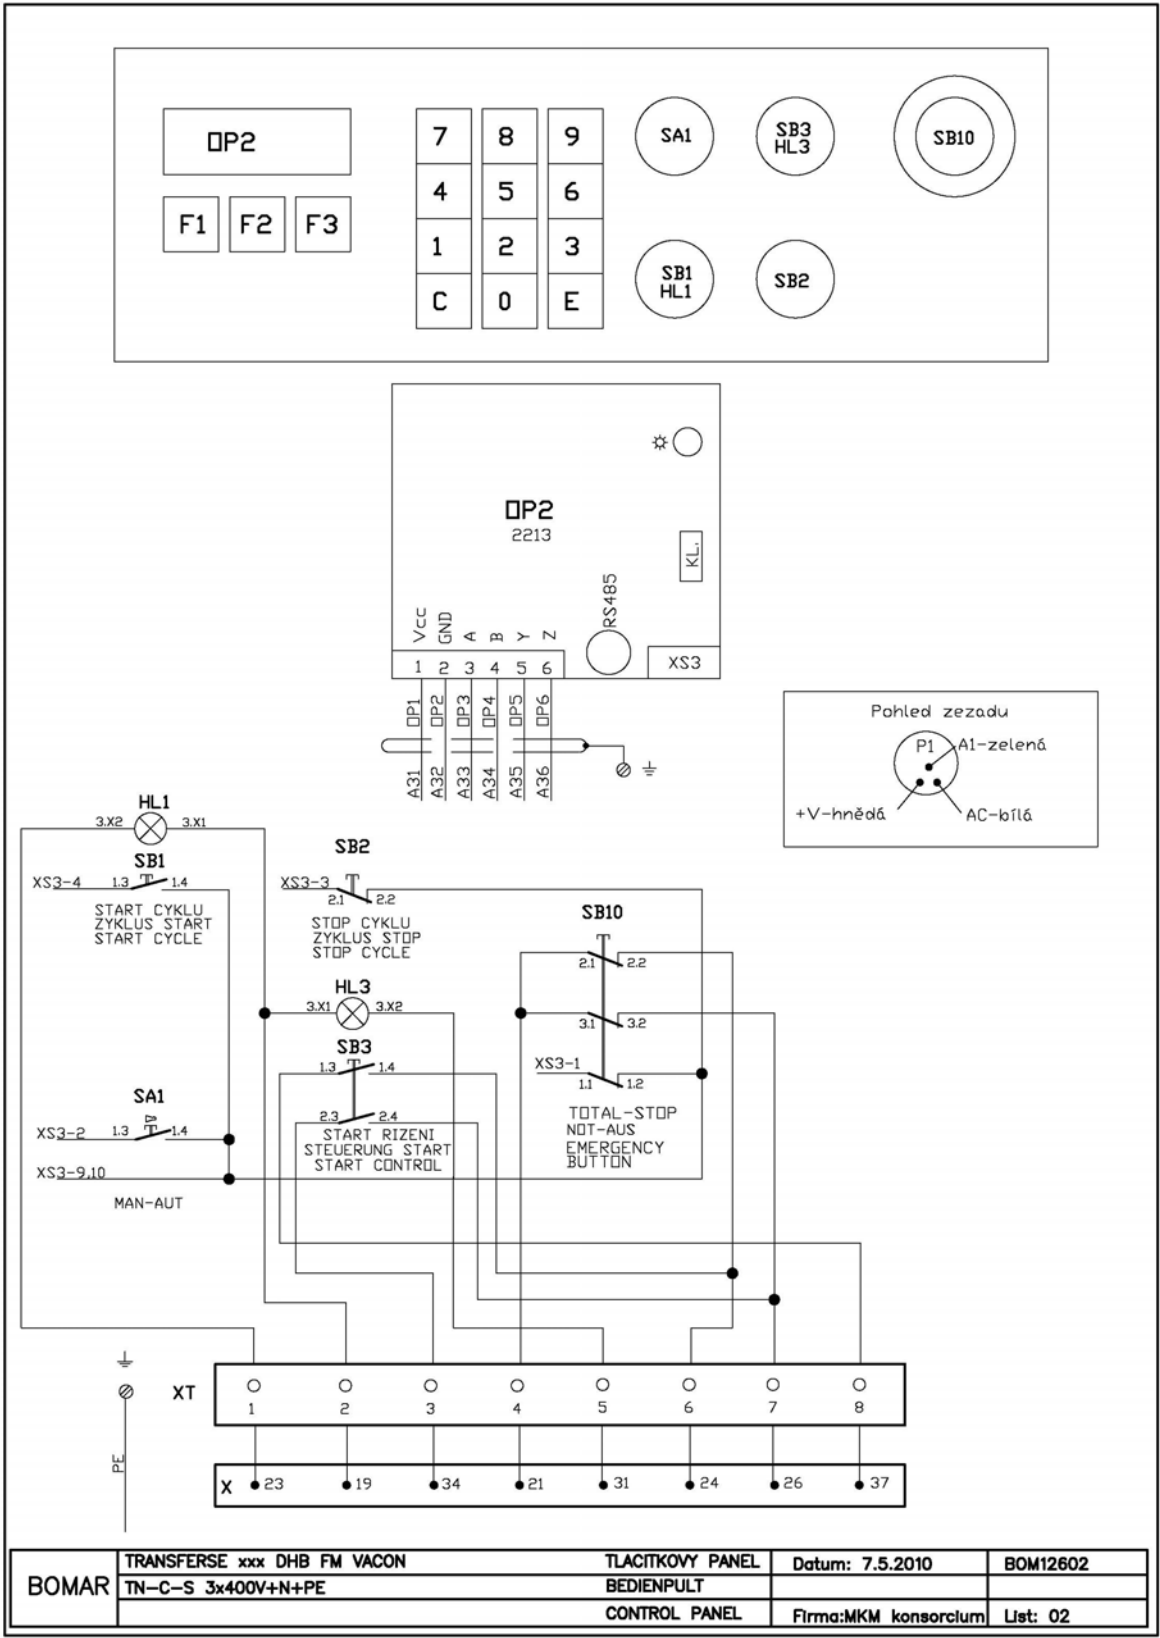 OP2
F1 F2 F3
7 8 9
4 5 6
1 2 3
C 0 E
SA1
SB3
HL3
SB10
SB1
HL1
SB2
OP2
2213
KL.
RS485
Vcc GND A B Y Z
1 2 3 4 5 6
XS3
OP1 OP2 OP3 OP4 OP5 OP6
A31 A32 A33 A34 A35 A36
Pohled zezadu
P1
A1-zelená
+V-hnědá
AC-bílá
HL1
3.X2 3.X1
SB1
XS3-4 1.3 1.4
START CYKLU
ZYKLUS START
START CYCLE
SB2
XS3-3
2.1 2.2
STOP CYKLU
ZYKLUS STOP
STOP CYCLE
SB10
2.1 2.2
3.1 3.2
XS3-1
1.1 1.2
TOTAL-STOP
NOT-AUS
EMERGENCY
BUTTON
HL3
3.X1 3.X2
SB3
1.3 1.4
2.3 2.4
START RIZENI
STEUERUNG START
START CONTROL
SA1
XS3-2 1.3 1.4
XS3-9,10
MAN-AUT
XT
1 2 3 4 5 6 7 8
PE
X 23 19 34 21 31 24 26 37
BOMAR
TRANSFERSE xxx DHB FM VACON
TN-C-S 3x400V+N+PE
TLACITKOVY PANEL
BEDIENPULT
CONTROL PANEL
Datum: 7.5.2010
Firma:MKM konsorcium
BOM12602
List: 02